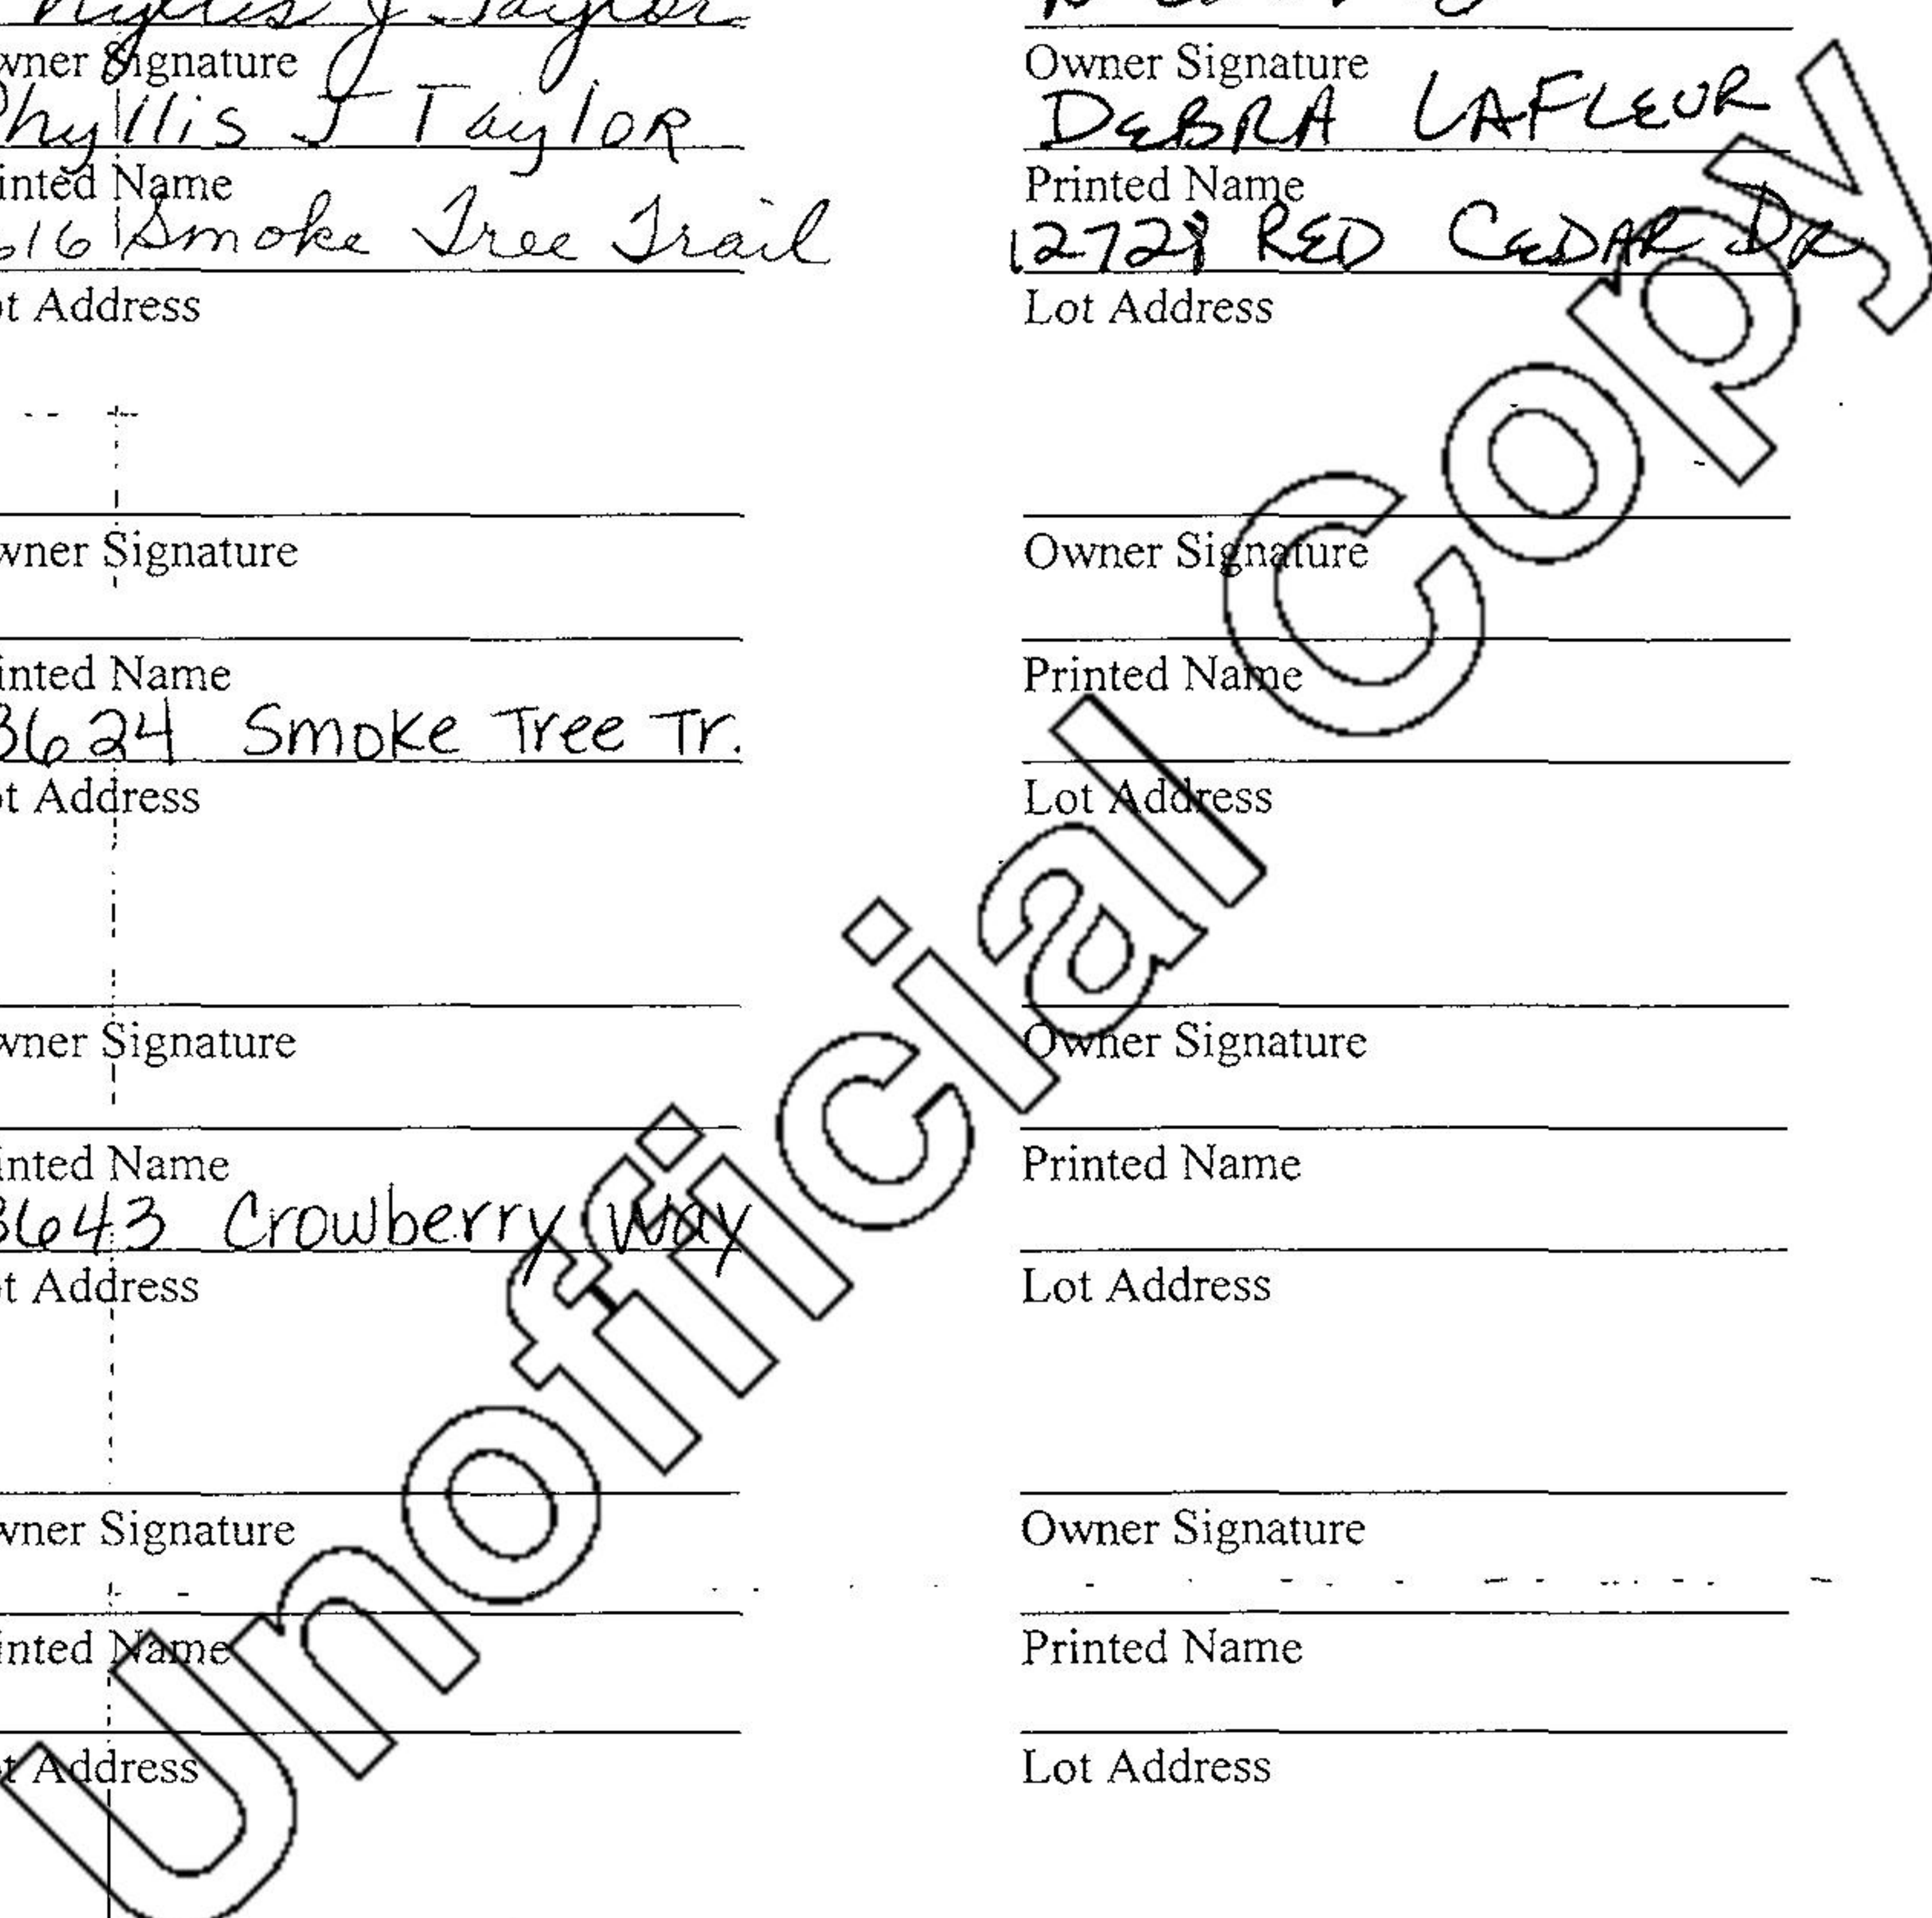 Owner Signature
Phyllis J Taylor
Printed Name
616 Smoke Tree Trail
Lot Address
Owner Signature
Printed Name
3624 Smoke Tree Tr.
Lot Address
Owner Signature
Printed Name
3643 Crowberry Way
Lot Address
Owner Signature
Printed Name
Lot Address
Owner Signature
DEBRA LAFLEUR
Printed Name
RED CEDAR DR
Lot Address
Owner Signature
Printed Name
Lot Address
Owner Signature
Printed Name
Lot Address
Owner Signature
Printed Name
Lot Address
Unofficial Copy